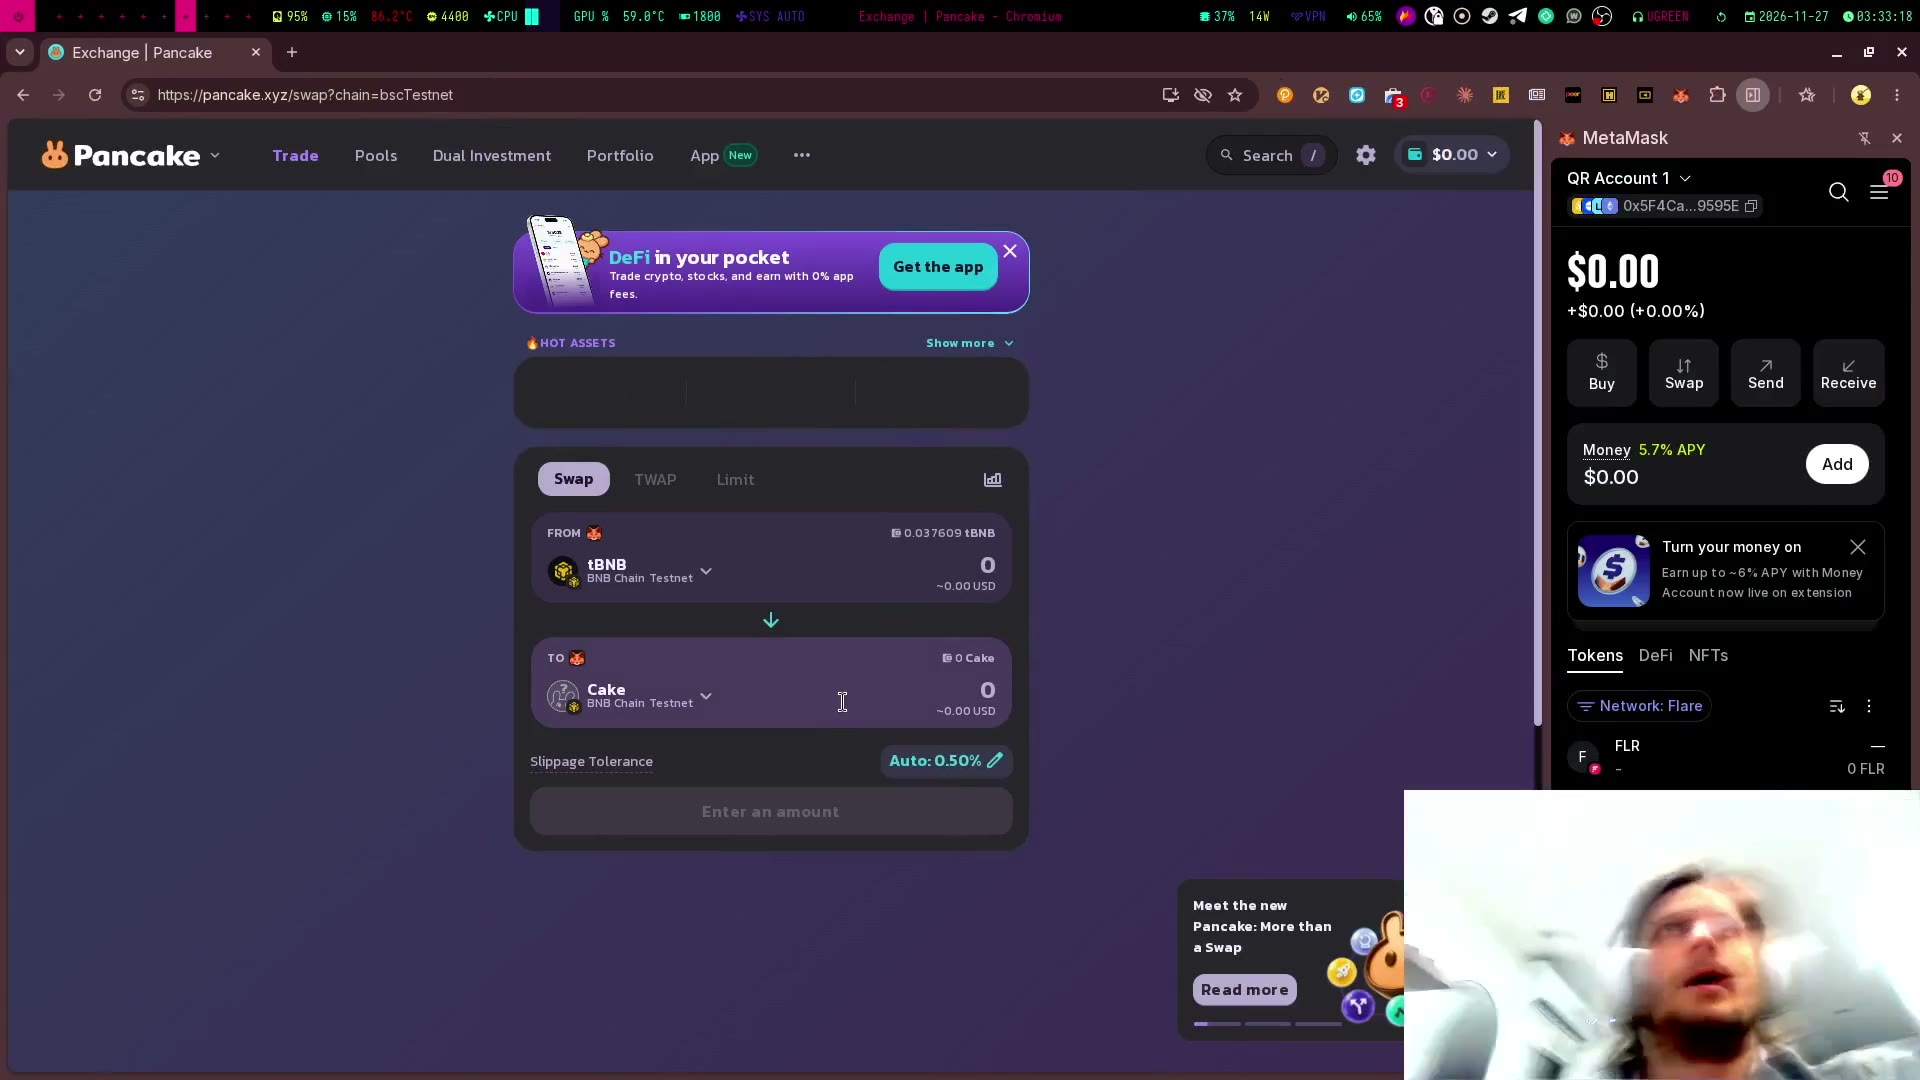 95%
15%
86.2°C
4400
CPU
GPU %
59.0°C
1800
SYS AUTO
Exchange | Pancake - Chromium
37%
14W
VPN
65%
UGREEN
2026-11-27
03:33:18
Exchange | Pancake
https://pancake.xyz/swap?chain=bscTestnet
3
Pancake
Trade
Pools
Dual Investment
Portfolio
App New
Search /
$0.00
DeFi in your pocket
Trade crypto, stocks, and earn with 0% app
fees.
Get the app
HOT ASSETS
Show more
Swap
TWAP
Limit
FROM
0.037609 tBNB
tBNB
0
BNB Chain Testnet
~0.00 USD
TO
0 Cake
Cake
0
BNB Chain Testnet
~0.00 USD
Slippage Tolerance
Auto: 0.50%
Enter an amount
Meet the new
Pancake: More than
a Swap
Read more
MetaMask
QR Account 1
10
0x5F4Ca...9595E
$0.00
+$0.00 (+0.00%)
Buy
Swap
Send
Receive
Money 5.7% APY
$0.00
Add
Turn your money on
Earn up to ~6% APY with Money
Account now live on extension
Tokens
DeFi
NFTs
Network: Flare
F
FLR
—
-
0 FLR